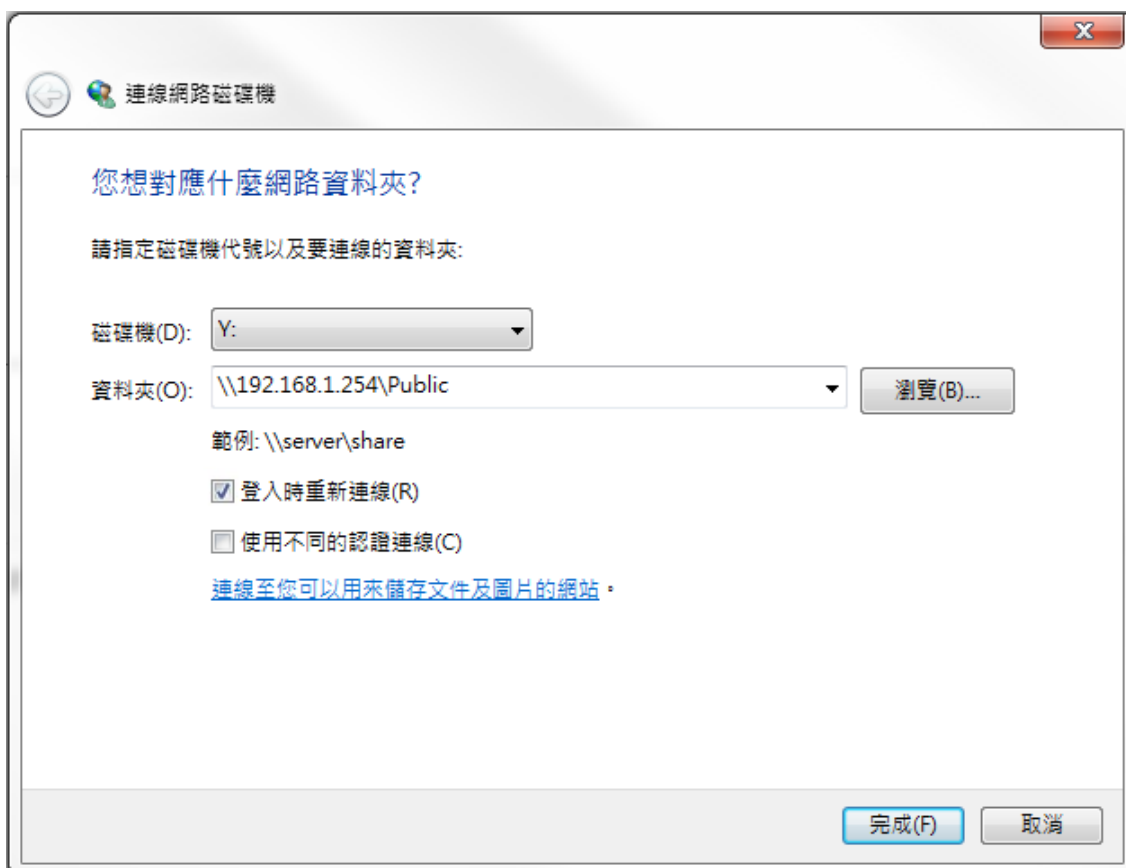 連線網路磁碟機
您想對應什麼網路資料夾?
請指定磁碟機代號以及要連線的資料夾:
磁碟機(D): Y:
資料夾(O): \\192.168.1.254\Public 瀏覽(B)...
範例: \\server\share
登入時重新連線(R)
使用不同的認證連線(C)
連線至您可以用來儲存文件及圖片的網站。
完成(F) 取消